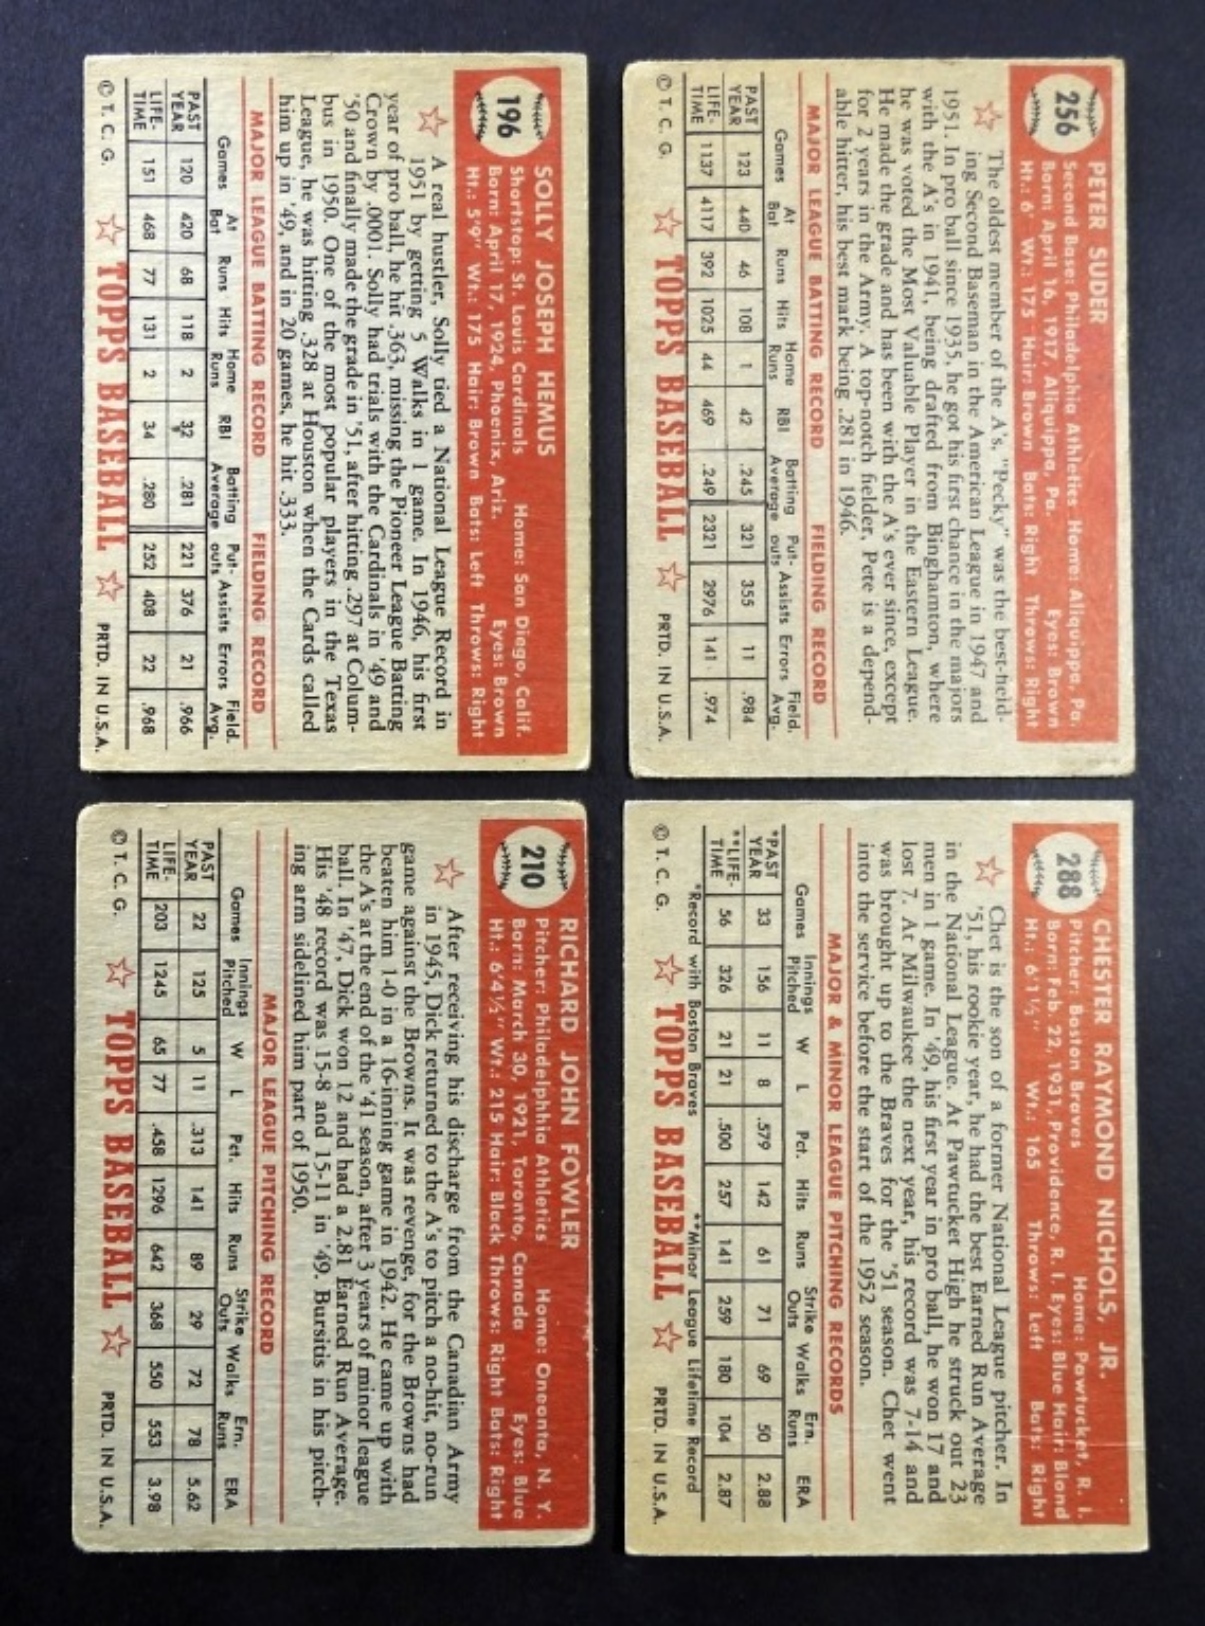 256
PETER SUDER
Second Base: Philadelphia Athletics Home: Aliquippa, Pa.
Born: April 16, 1917, Aliquippa, Pa. Eyes: Brown
Ht.: 6' Wt.: 175 Hair: Brown Bats: Right Throws: Right
The oldest member of the A's, "Pecky" was the best-field-
ing Second Baseman in the American League in 1947 and
1951. In pro ball since 1935, he got his first chance in the majors
with the A's in 1941, being drafted from Binghamton, where
he was voted the Most Valuable Player in the Eastern League.
He made the grade and has been with the A's ever since, except
for 2 years in the Army. A top-notch fielder, Pete is a depend-
able hitter, his best mark being .281 in 1946.
MAJOR LEAGUE BATTING RECORD FIELDING RECORD
Games At Bat Runs Hits Home Runs RBI Batting Average Put-outs Assists Errors Field. Avg.
PAST YEAR 123 440 46 108 1 42 .245 321 355 11 .984
LIFE-TIME 1137 4117 392 1025 44 469 .249 2321 2976 141 .974
© T. C. G. TOPPS BASEBALL PRTD. IN U.S.A.
288
CHESTER RAYMOND NICHOLS, JR.
Pitcher: Boston Braves Home: Pawtucket, R. I.
Born: Feb. 22, 1931, Providence, R. I. Eyes: Blue Hair: Blond
Ht.: 6'1½" Wt.: 165 Throws: Left Bats: Right
Chet is the son of a former National League pitcher. In
'51, his rookie year, he had the best Earned Run Average
in the National League. At Pawtucket High he struck out 23
men in 1 game. In '49, his first year in pro ball, he won 17 and
lost 7. At Milwaukee the next year, his record was 7-14 and
was brought up to the Braves for the '51 season. Chet went
into the service before the start of the 1952 season.
MAJOR & MINOR LEAGUE PITCHING RECORDS
Games Innings Pitched W L Pct. Hits Runs Strike Outs Walks Ern. Runs ERA
*PAST YEAR 33 156 11 8 .579 142 61 71 69 50 2.88
**LIFE-TIME 56 326 21 21 .500 257 141 259 180 104 2.87
*Record with Boston Braves **Minor League Lifetime Record
© T. C. G. TOPPS BASEBALL PRTD. IN U.S.A.
196
SOLLY JOSEPH HEMUS
Shortstop: St. Louis Cardinals Home: San Diego, Calif.
Born: April 17, 1924, Phoenix, Ariz. Eyes: Brown
Ht.: 5'9" Wt.: 175 Hair: Brown Bats: Left Throws: Right
A real hustler, Solly tied a National League Record in
1951 by getting 5 Walks in 1 game. In 1946, his first
year of pro ball, he hit .363, missing the Pioneer League Batting
Crown by .0001. Solly had trials with the Cardinals in '49 and
'50 and finally made the grade in '51, after hitting .297 at Colum-
bus in 1950. One of the most popular players in the Texas
League, he was hitting .328 at Houston when the Cards called
him up in '49, and in 20 games, he hit .333.
MAJOR LEAGUE BATTING RECORD FIELDING RECORD
Games At Bat Runs Hits Home Runs RBI Batting Average Put-outs Assists Errors Field. Avg.
PAST YEAR 120 420 68 118 2 32 .281 221 376 21 .966
LIFE-TIME 151 468 77 131 2 34 .280 252 408 22 .968
© T. C. G. TOPPS BASEBALL PRTD. IN U.S.A.
210
RICHARD JOHN FOWLER
Pitcher: Philadelphia Athletics Home: Oneonta, N. Y.
Born: March 30, 1921, Toronto, Canada Eyes: Blue
Ht.: 6'4½" Wt.: 215 Hair: Black Throws: Right Bats: Right
After receiving his discharge from the Canadian Army
in 1945, Dick returned to the A's to pitch a no-hit, no-run
game against the Browns. It was revenge, for the Browns had
beaten him 1-0 in a 16-inning game in 1942. He came up with
the A's at the end of the '41 season, after 3 years of minor league
ball. In '47, Dick won 12 and had a 2.81 Earned Run Average.
His '48 record was 15-8 and 15-11 in '49. Bursitis in his pitch-
ing arm sidelined him part of 1950.
MAJOR LEAGUE PITCHING RECORD
Games Innings Pitched W L Pct. Hits Runs Strike Outs Walks Ern. Runs ERA
PAST YEAR 22 125 5 11 .313 141 89 29 72 78 5.62
LIFE-TIME 203 1245 65 77 .458 1296 642 368 550 553 3.98
© T. C. G. TOPPS BASEBALL PRTD. IN U.S.A.